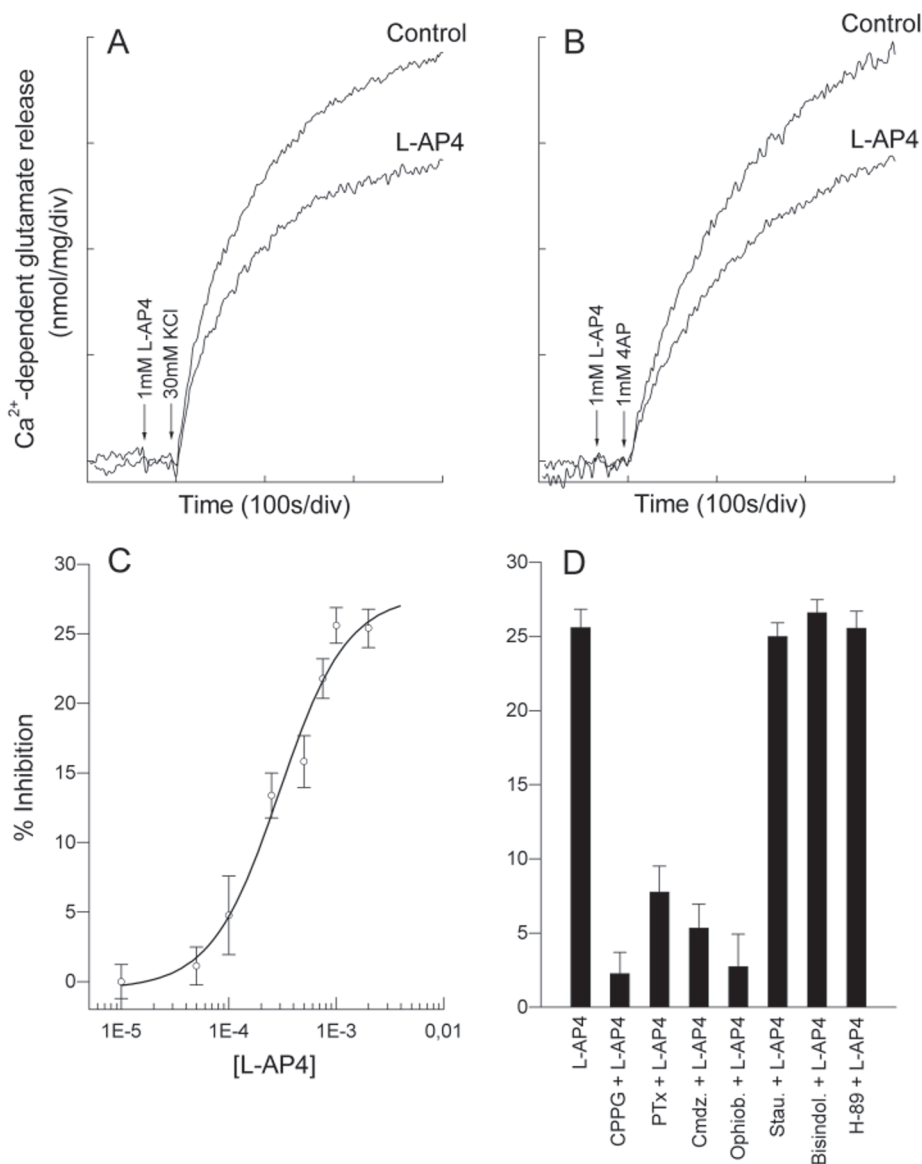 A
Control
L-AP4
1mM L-AP4
30mM KCl
Ca2+-dependent glutamate release
(nmol/mg/div)
Time (100s/div)
B
Control
L-AP4
1mM L-AP4
1mM 4AP
Time (100s/div)
C
30
25
20
15
10
5
0
% Inhibition
1E-5
1E-4
1E-3
0,01
[L-AP4]
D
30
25
20
15
10
5
0
L-AP4
CPPG + L-AP4
PTx + L-AP4
Cmdz. + L-AP4
Ophiob. + L-AP4
Stau. + L-AP4
Bisindol. + L-AP4
H-89 + L-AP4